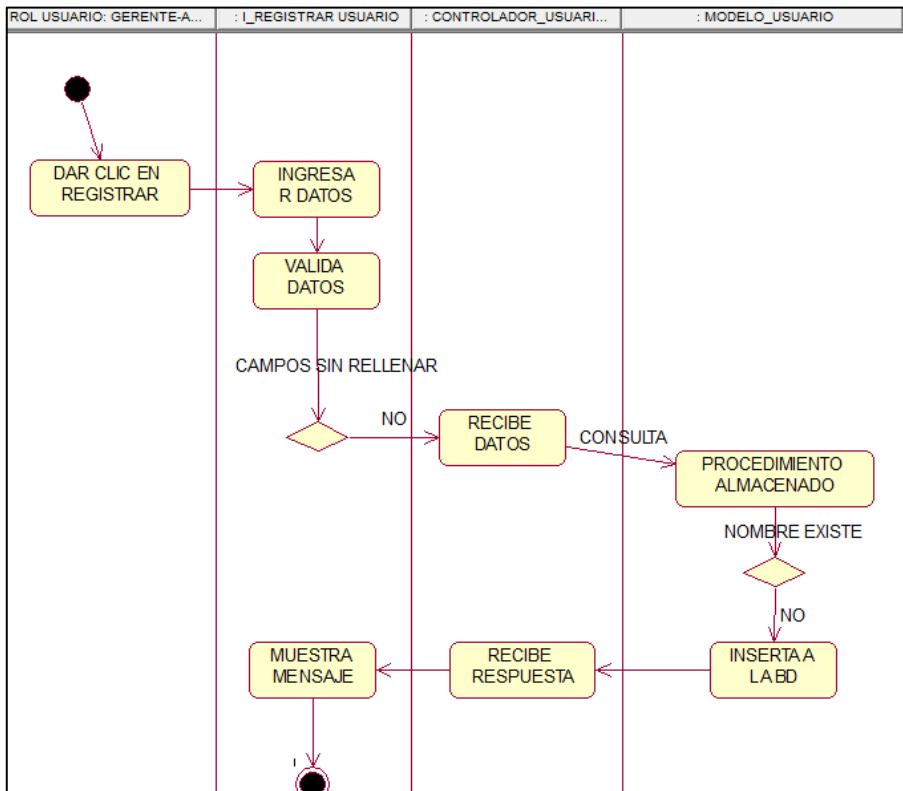 ROL USUARIO: GERENTE-A...
: I_REGISTRAR USUARIO
: CONTROLADOR_USUARI...
: MODELO_USUARIO
DAR CLIC EN
REGISTRAR
INGRESA
R DATOS
VALIDA
DATOS
CAMPOS SIN RELLENAR
NO
RECIBE
DATOS
CONSULTA
PROCEDIMIENTO
ALMACENADO
NOMBRE EXISTE
NO
INSERTA A
LA BD
RECIBE
RESPUESTA
MUESTRA
MENSAJE